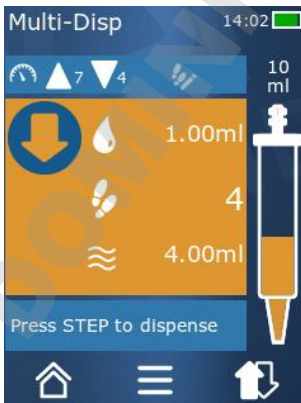 Multi-Disp 14:02
7 4
10
ml
1.00ml
4
4.00ml
Press STEP to dispense